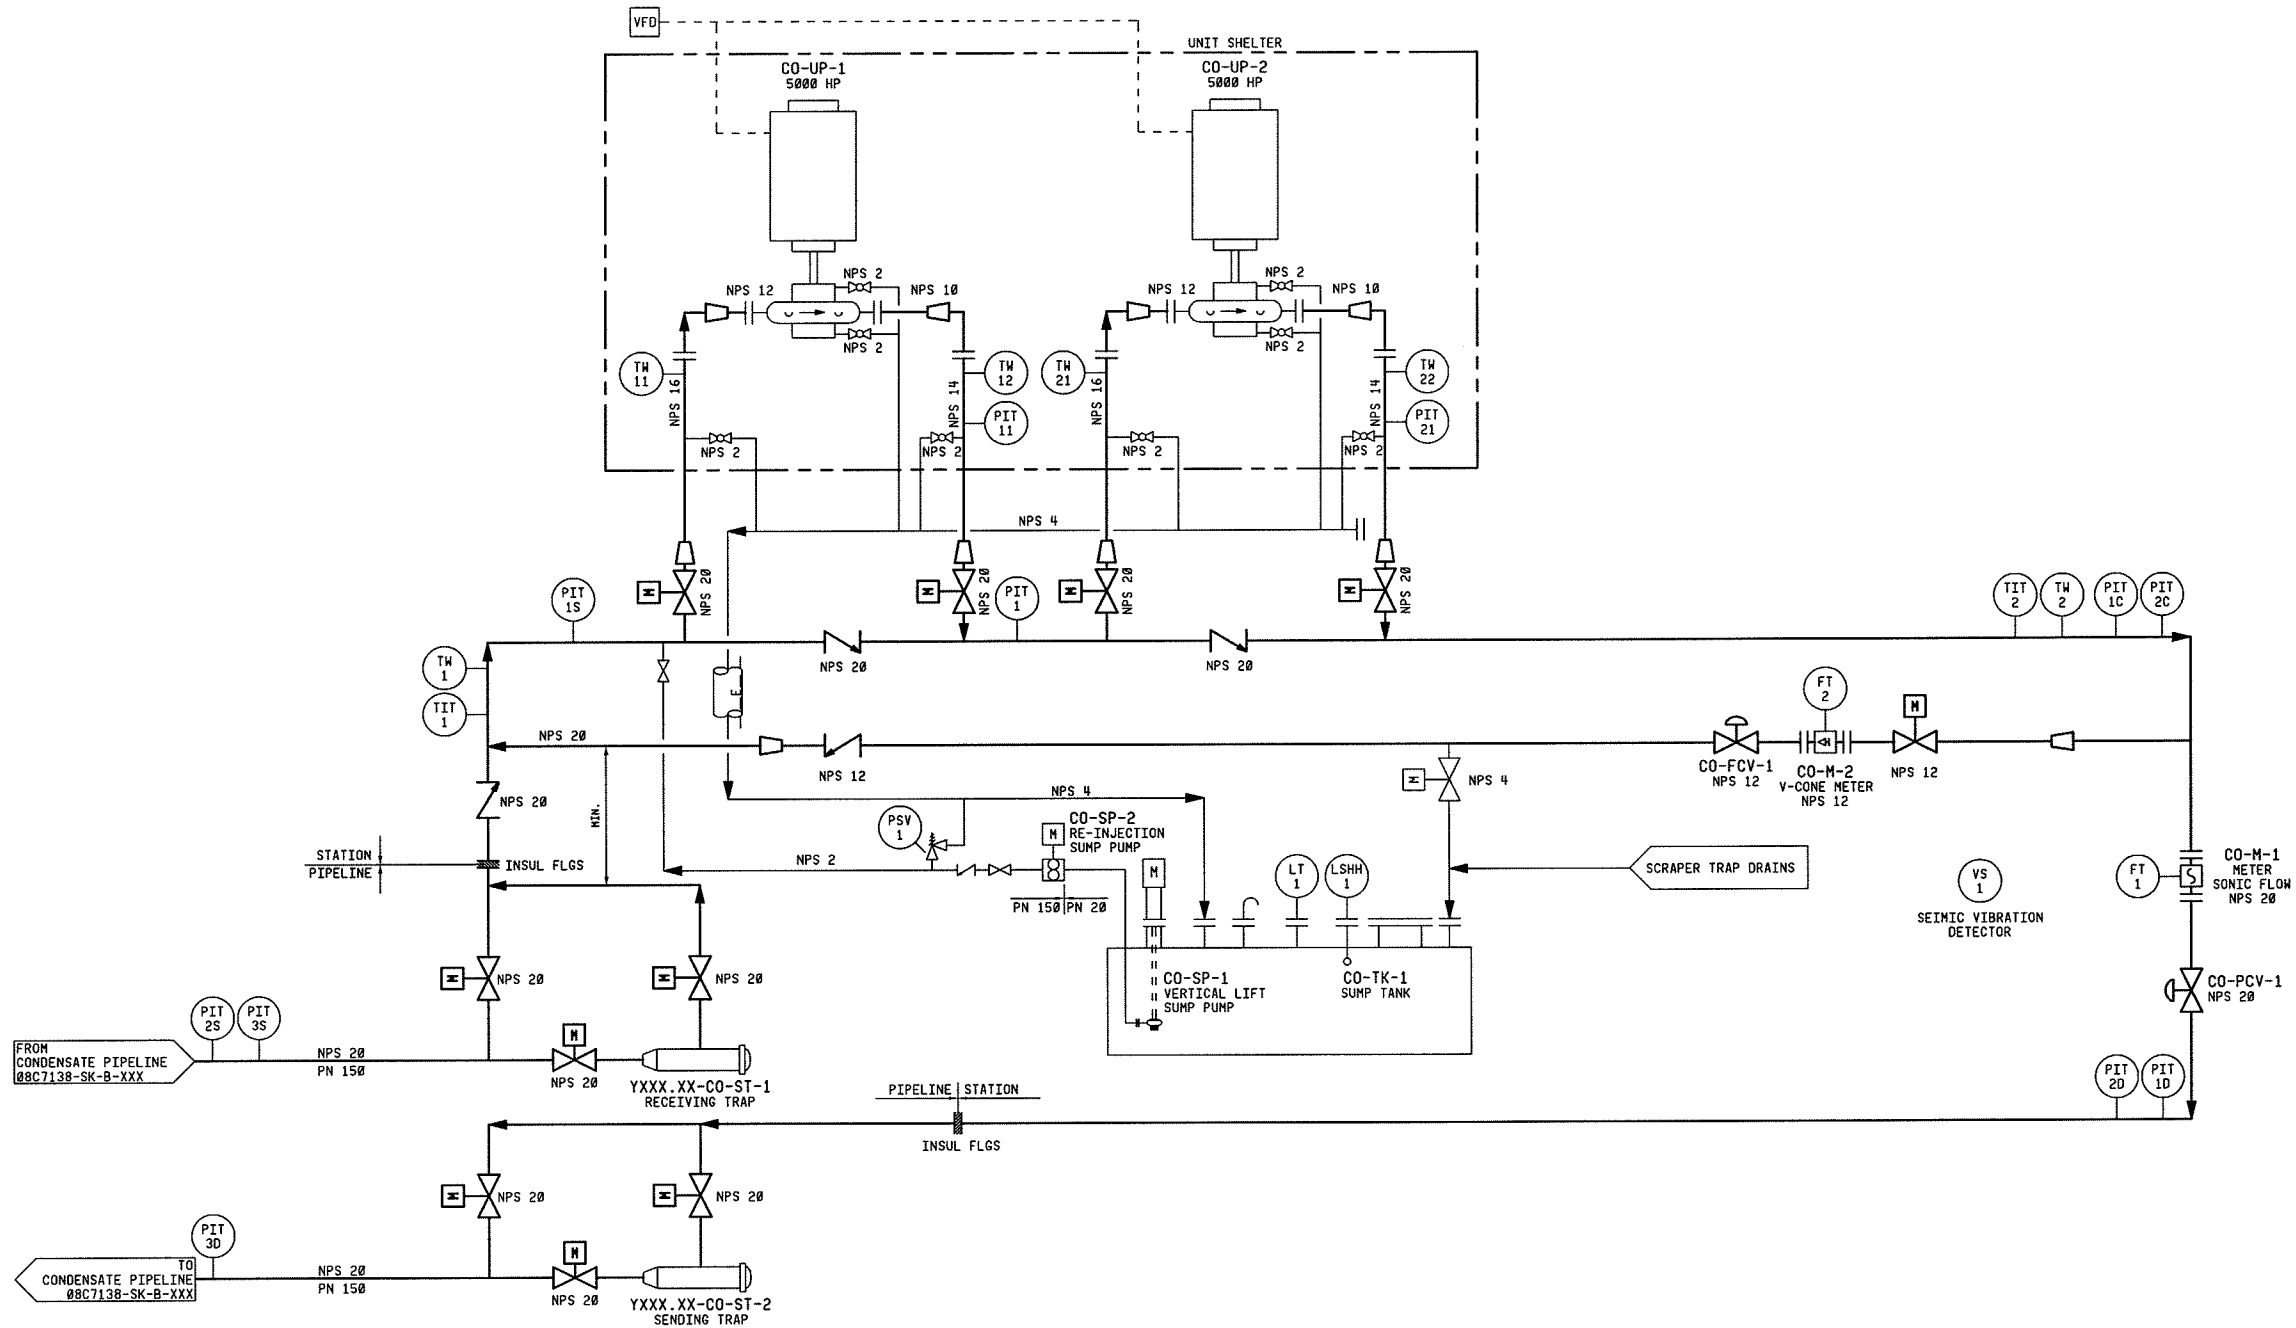 VFD
UNIT SHELTER
CO-UP-1
5000 HP
CO-UP-2
5000 HP
NPS 2
NPS 12
NPS 10
NPS 2
NPS 2
NPS 12
NPS 10
NPS 2
TW
11
NPS 16
NPS 14
TW
12
PIT
11
TW
21
NPS 16
NPS 14
TW
22
PIT
21
NPS 2
NPS 2
NPS 2
NPS 2
NPS 4
PIT
1S
M
NPS 20
M
NPS 20
PIT
1
M
NPS 20
M
NPS 20
TIT
2
TW
2
PIT
1C
PIT
2C
NPS 20
NPS 20
TW
1
TIT
1
E
FT
2
M
NPS 20
NPS 12
CO-FCV-1
NPS 12
CO-M-2
V-CONE METER
NPS 12
NPS 12
NPS 20
MIN.
NPS 4
M
NPS 4
PSV
1
CO-SP-2
RE-INJECTION
SUMP PUMP
M
STATION
PIPELINE
INSUL FLGS
NPS 2
M
PN 150
PN 20
LT
1
LSHH
1
SCRAPER TRAP DRAINS
VS
1
SEIMIC VIBRATION
DETECTOR
FT
1
CO-M-1
METER
SONIC FLOW
NPS 20
M
NPS 20
M
NPS 20
CO-SP-1
VERTICAL LIFT
SUMP PUMP
CO-TK-1
SUMP TANK
CO-PCV-1
NPS 20
PIT
2S
PIT
3S
FROM
CONDENSATE PIPELINE
08C7138-SK-B-XXX
NPS 20
PN 150
M
NPS 20
YXXX.XX-CO-ST-1
RECEIVING TRAP
PIPELINE
STATION
INSUL FLGS
PIT
2D
PIT
1D
M
NPS 20
M
NPS 20
PIT
3D
TO
CONDENSATE PIPELINE
08C7138-SK-B-XXX
NPS 20
PN 150
M
NPS 20
YXXX.XX-CO-ST-2
SENDING TRAP